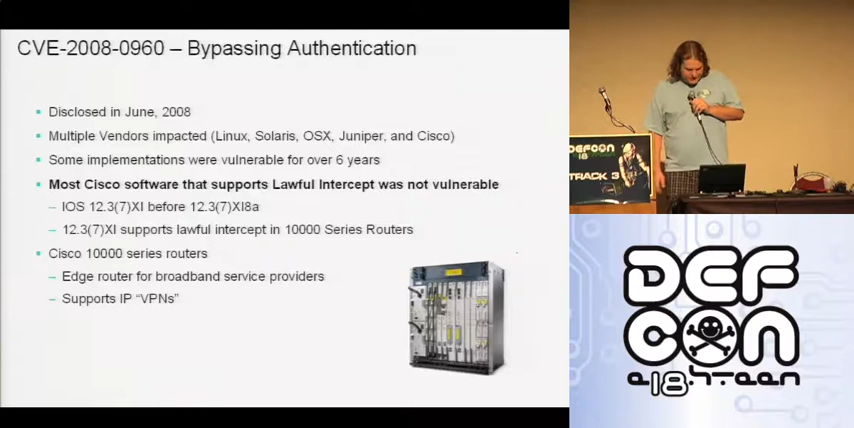 CVE-2008-0960 – Bypassing Authentication
Disclosed in June, 2008
Multiple Vendors impacted (Linux, Solaris, OSX, Juniper, and Cisco)
Some implementations were vulnerable for over 6 years
Most Cisco software that supports Lawful Intercept was not vulnerable
– IOS 12.3(7)XI before 12.3(7)XI8a
– 12.3(7)XI supports lawful intercept in 10000 Series Routers
Cisco 10000 series routers
– Edge router for broadband service providers
– Supports IP “VPNs”
DEFCON
18
TRACK 3
DEF
CON
e18.hteen